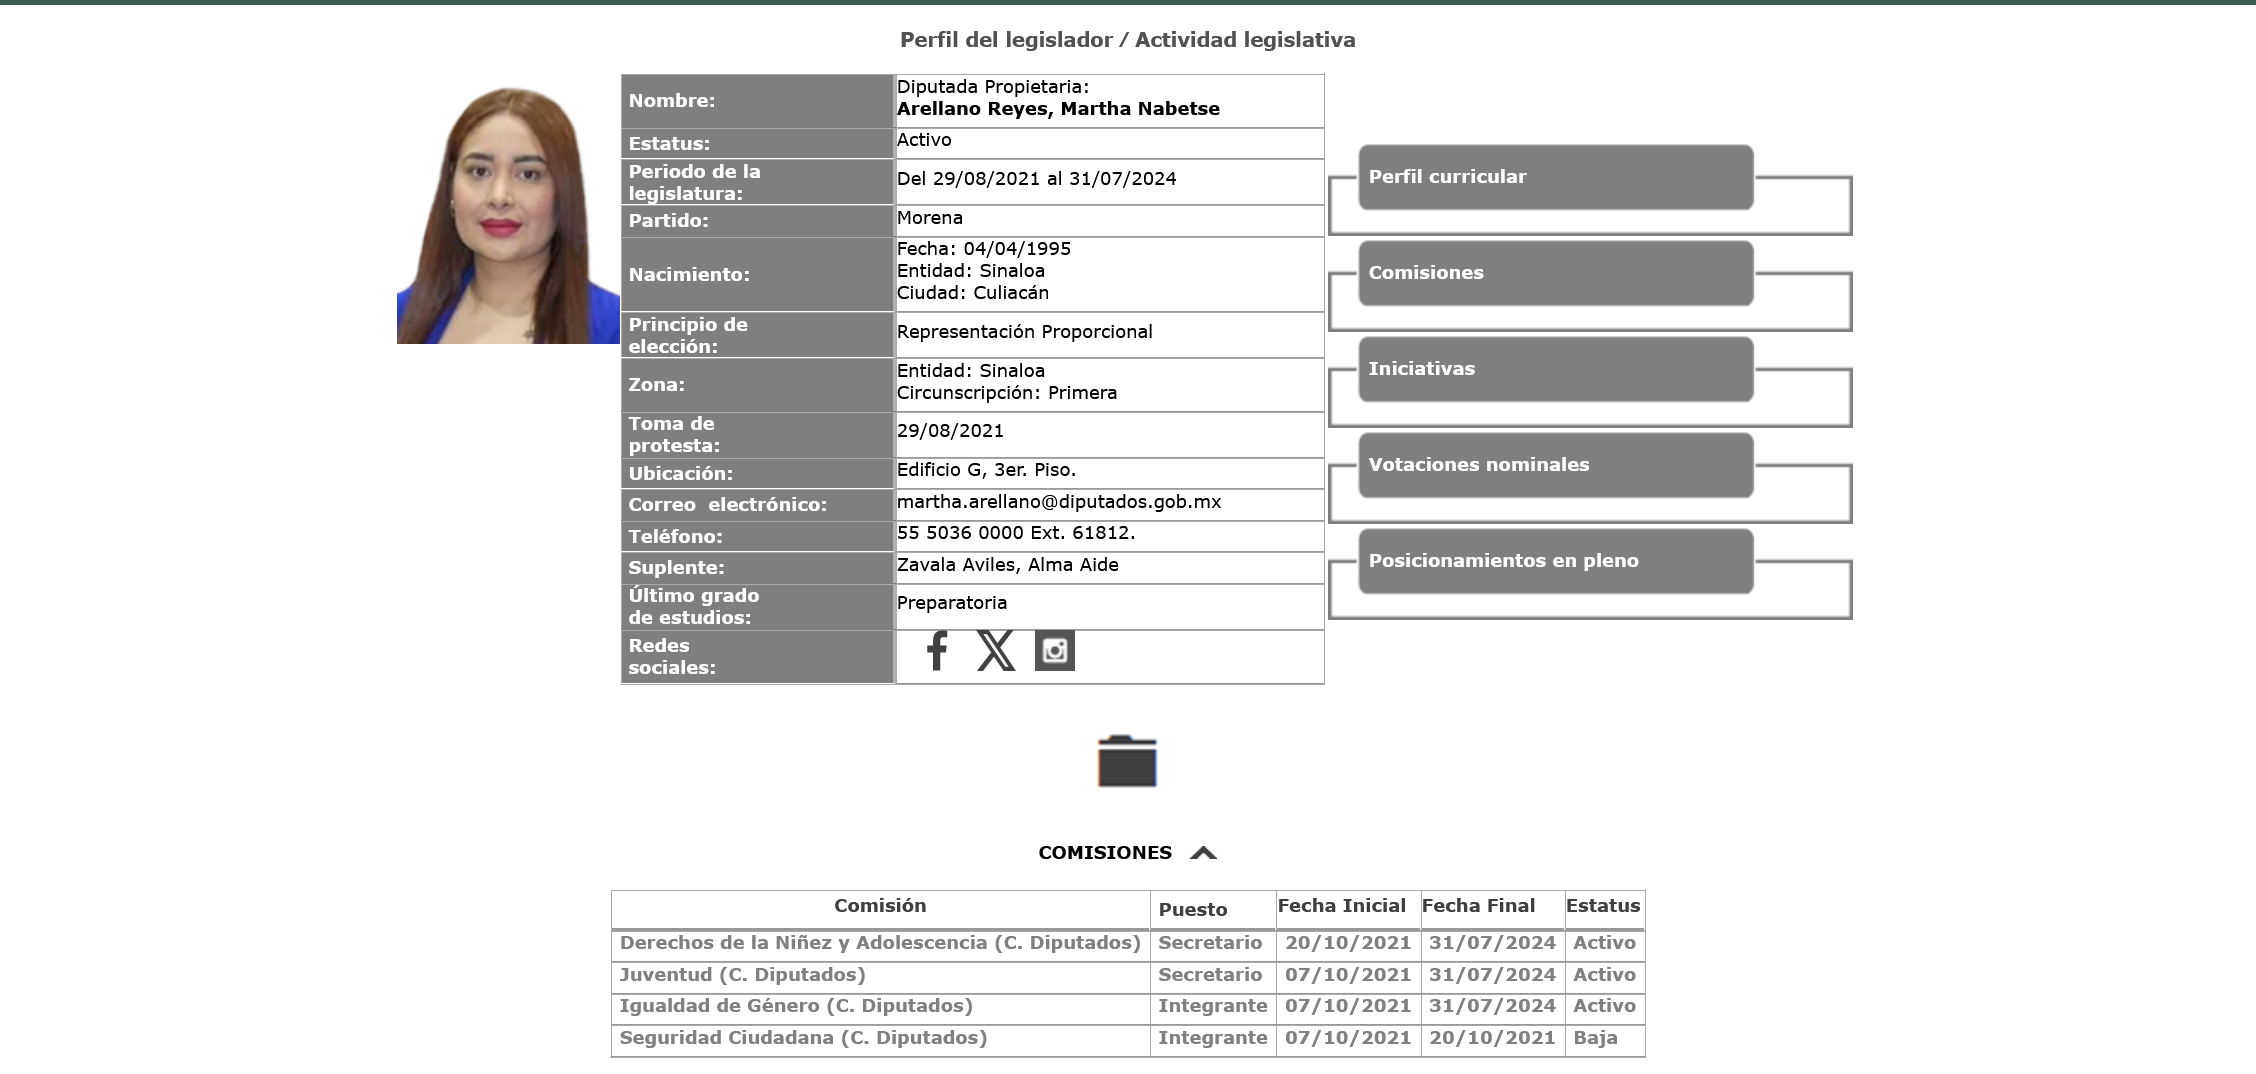 Perfil del legislador / Actividad legislativa
Nombre:
Diputada Propietaria:
Arellano Reyes, Martha Nabetse
Estatus:
Activo
Periodo de la
legislatura:
Del 29/08/2021 al 31/07/2024
Partido:
Morena
Nacimiento:
Fecha: 04/04/1995
Entidad: Sinaloa
Ciudad: Culiacán
Principio de
elección:
Representación Proporcional
Zona:
Entidad: Sinaloa
Circunscripción: Primera
Toma de
protesta:
29/08/2021
Ubicación:
Edificio G, 3er. Piso.
Correo  electrónico:
martha.arellano@diputados.gob.mx
Teléfono:
55 5036 0000 Ext. 61812.
Suplente:
Zavala Aviles, Alma Aide
Último grado
de estudios:
Preparatoria
Redes
sociales:
Perfil curricular
Comisiones
Iniciativas
Votaciones nominales
Posicionamientos en pleno
COMISIONES
Comisión Puesto Fecha Inicial Fecha Final Estatus
Derechos de la Niñez y Adolescencia (C. Diputados) Secretario 20/10/2021 31/07/2024 Activo
Juventud (C. Diputados) Secretario 07/10/2021 31/07/2024 Activo
Igualdad de Género (C. Diputados) Integrante 07/10/2021 31/07/2024 Activo
Seguridad Ciudadana (C. Diputados) Integrante 07/10/2021 20/10/2021 Baja